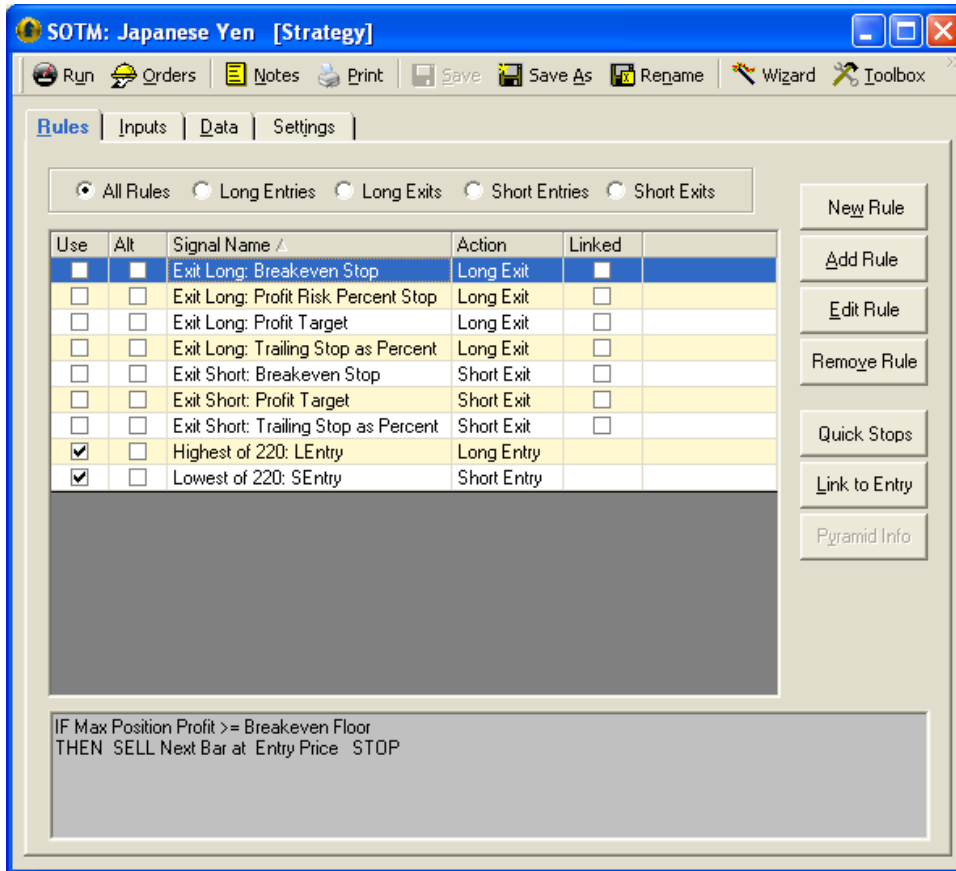 SOTM: Japanese Yen [Strategy]
Run Orders Notes Print Save Save As Rename Wizard Toolbox
Rules Inputs Data Settings
All Rules Long Entries Long Exits Short Entries Short Exits
New Rule
Add Rule
Edit Rule
Remove Rule
Quick Stops
Link to Entry
Pyramid Info
Use Alt Signal Name Action Linked
Exit Long: Breakeven Stop Long Exit
Exit Long: Profit Risk Percent Stop Long Exit
Exit Long: Profit Target Long Exit
Exit Long: Trailing Stop as Percent Long Exit
Exit Short: Breakeven Stop Short Exit
Exit Short: Profit Target Short Exit
Exit Short: Trailing Stop as Percent Short Exit
Highest of 220: LEntry Long Entry
Lowest of 220: SEntry Short Entry
IF Max Position Profit >= Breakeven Floor
THEN SELL Next Bar at Entry Price STOP